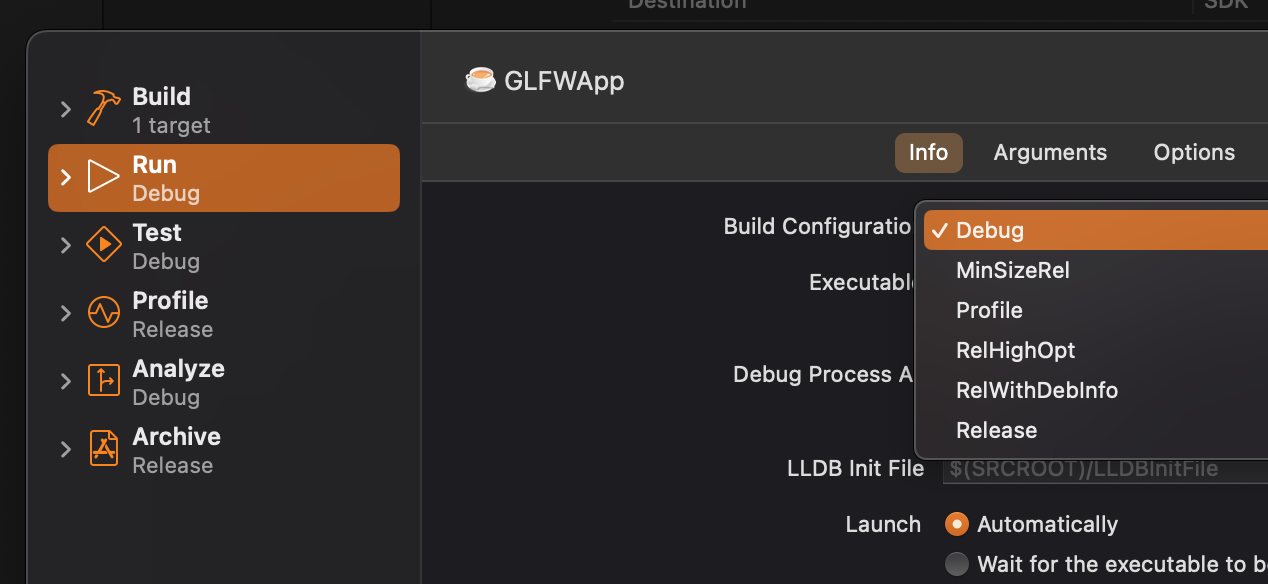 Destination
SDK
Build
1 target
Run
Debug
Test
Debug
Profile
Release
Analyze
Debug
Archive
Release
GLFWApp
Info Arguments Options
Build Configuratio
Debug
MinSizeRel
Profile
RelHighOpt
RelWithDebInfo
Release
Executabl
Debug Process A
LLDB Init File $(SRCROOT)/LLDBInitFile
Launch Automatically
Wait for the executable to b